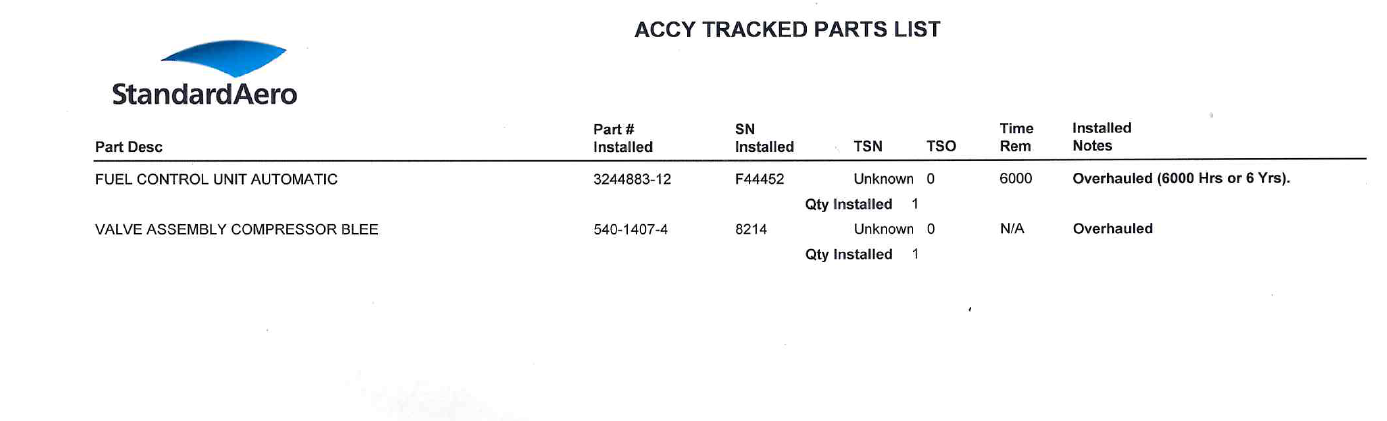 ACCY TRACKED PARTS LIST
StandardAero
Part Desc Part # Installed SN Installed TSN TSO Time Rem Installed Notes
FUEL CONTROL UNIT AUTOMATIC 3244883-12 F44452 Unknown 0 6000 Overhauled (6000 Hrs or 6 Yrs).
Qty Installed 1
VALVE ASSEMBLY COMPRESSOR BLEE 540-1407-4 8214 Unknown 0 N/A Overhauled
Qty Installed 1